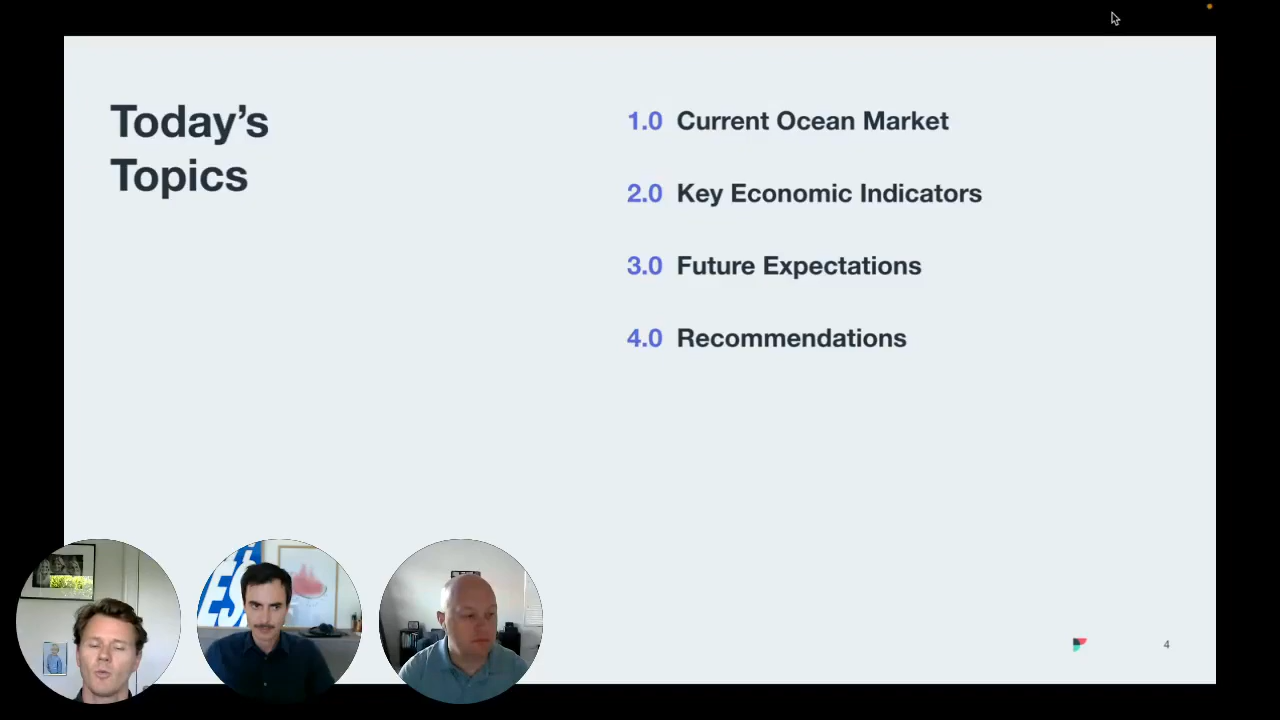 Today's
Topics
1.0 Current Ocean Market
2.0 Key Economic Indicators
3.0 Future Expectations
4.0 Recommendations
ES
4